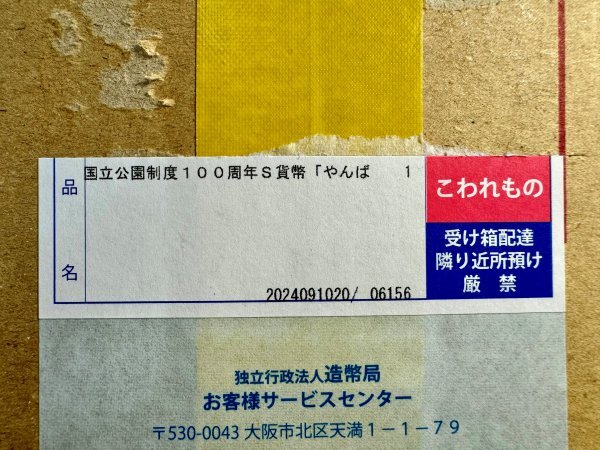 品名
国立公園制度１００周年Ｓ貨幣「やんば 1
2024091020/ 06156
こわれもの
受け箱配達
隣り近所預け
厳禁
独立行政法人造幣局
お客様サービスセンター
〒530-0043 大阪市北区天満１－１－７９